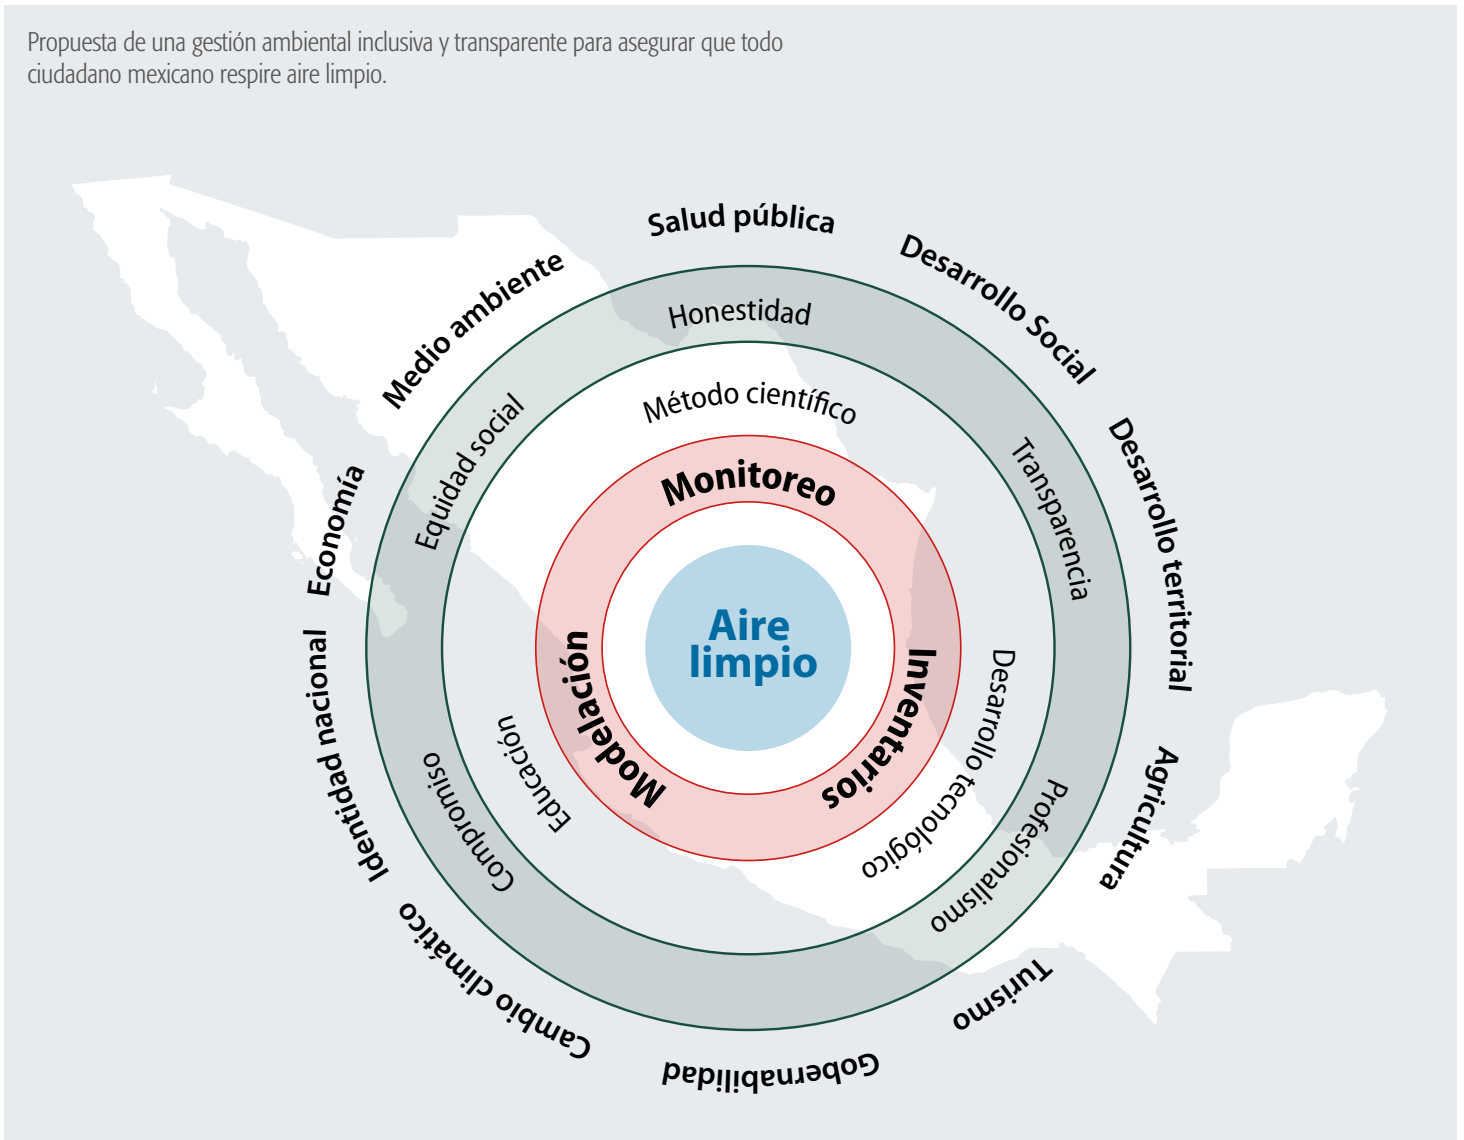 Propuesta de una gestión ambiental inclusiva y transparente para asegurar que todo
ciudadano mexicano respire aire limpio.
Salud pública
Desarrollo Social
Desarrollo territorial
Agricultura
Turismo
Gobernabilidad
Cambio climático
Identidad nacional
Economía
Medio ambiente
Honestidad
Transparencia
Profesionalismo
Compromiso
Equidad social
Método científico
Desarrollo tecnológico
Educación
Monitoreo
Inventarios
Modelación
Aire
limpio